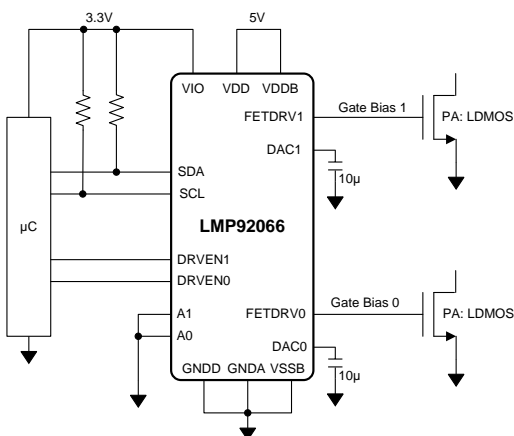 3.3V
5V
VIO
VDD
VDDB
FETDRV1
Gate Bias 1
PA: LDMOS
DAC1
10µ
SDA
SCL
µC
LMP92066
DRVEN1
DRVEN0
A1
A0
FETDRV0
Gate Bias 0
PA: LDMOS
DAC0
10µ
GNDD
GNDA
VSSB